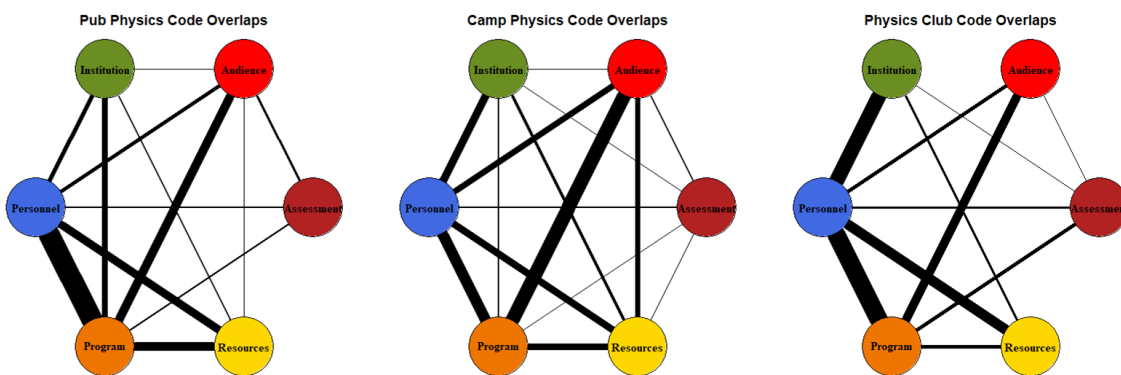 Pub Physics Code Overlaps
Institution
Audience
Personnel
Assessment
Program
Resources
Camp Physics Code Overlaps
Institution
Audience
Personnel
Assessment
Program
Resources
Physics Club Code Overlaps
Institution
Audience
Personnel
Assessment
Program
Resources